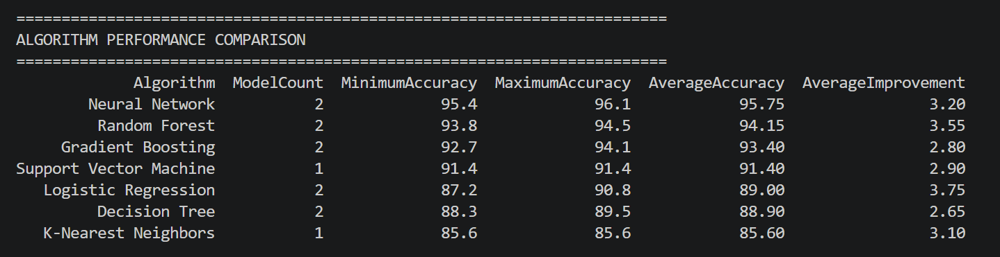 ========================================================================
ALGORITHM PERFORMANCE COMPARISON
========================================================================
Algorithm ModelCount MinimumAccuracy MaximumAccuracy AverageAccuracy AverageImprovement
Neural Network 2 95.4 96.1 95.75 3.20
Random Forest 2 93.8 94.5 94.15 3.55
Gradient Boosting 2 92.7 94.1 93.40 2.80
Support Vector Machine 1 91.4 91.4 91.40 2.90
Logistic Regression 2 87.2 90.8 89.00 3.75
Decision Tree 2 88.3 89.5 88.90 2.65
K-Nearest Neighbors 1 85.6 85.6 85.60 3.10